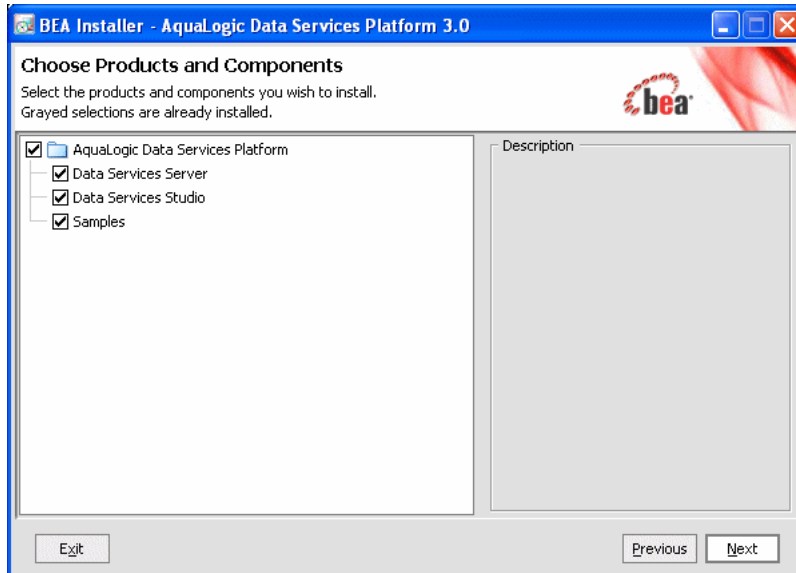 BEA Installer - AquaLogic Data Services Platform 3.0
Choose Products and Components
Select the products and components you wish to install.
Grayed selections are already installed.
bea
AquaLogic Data Services Platform
Data Services Server
Data Services Studio
Samples
Description
Exit
Previous
Next